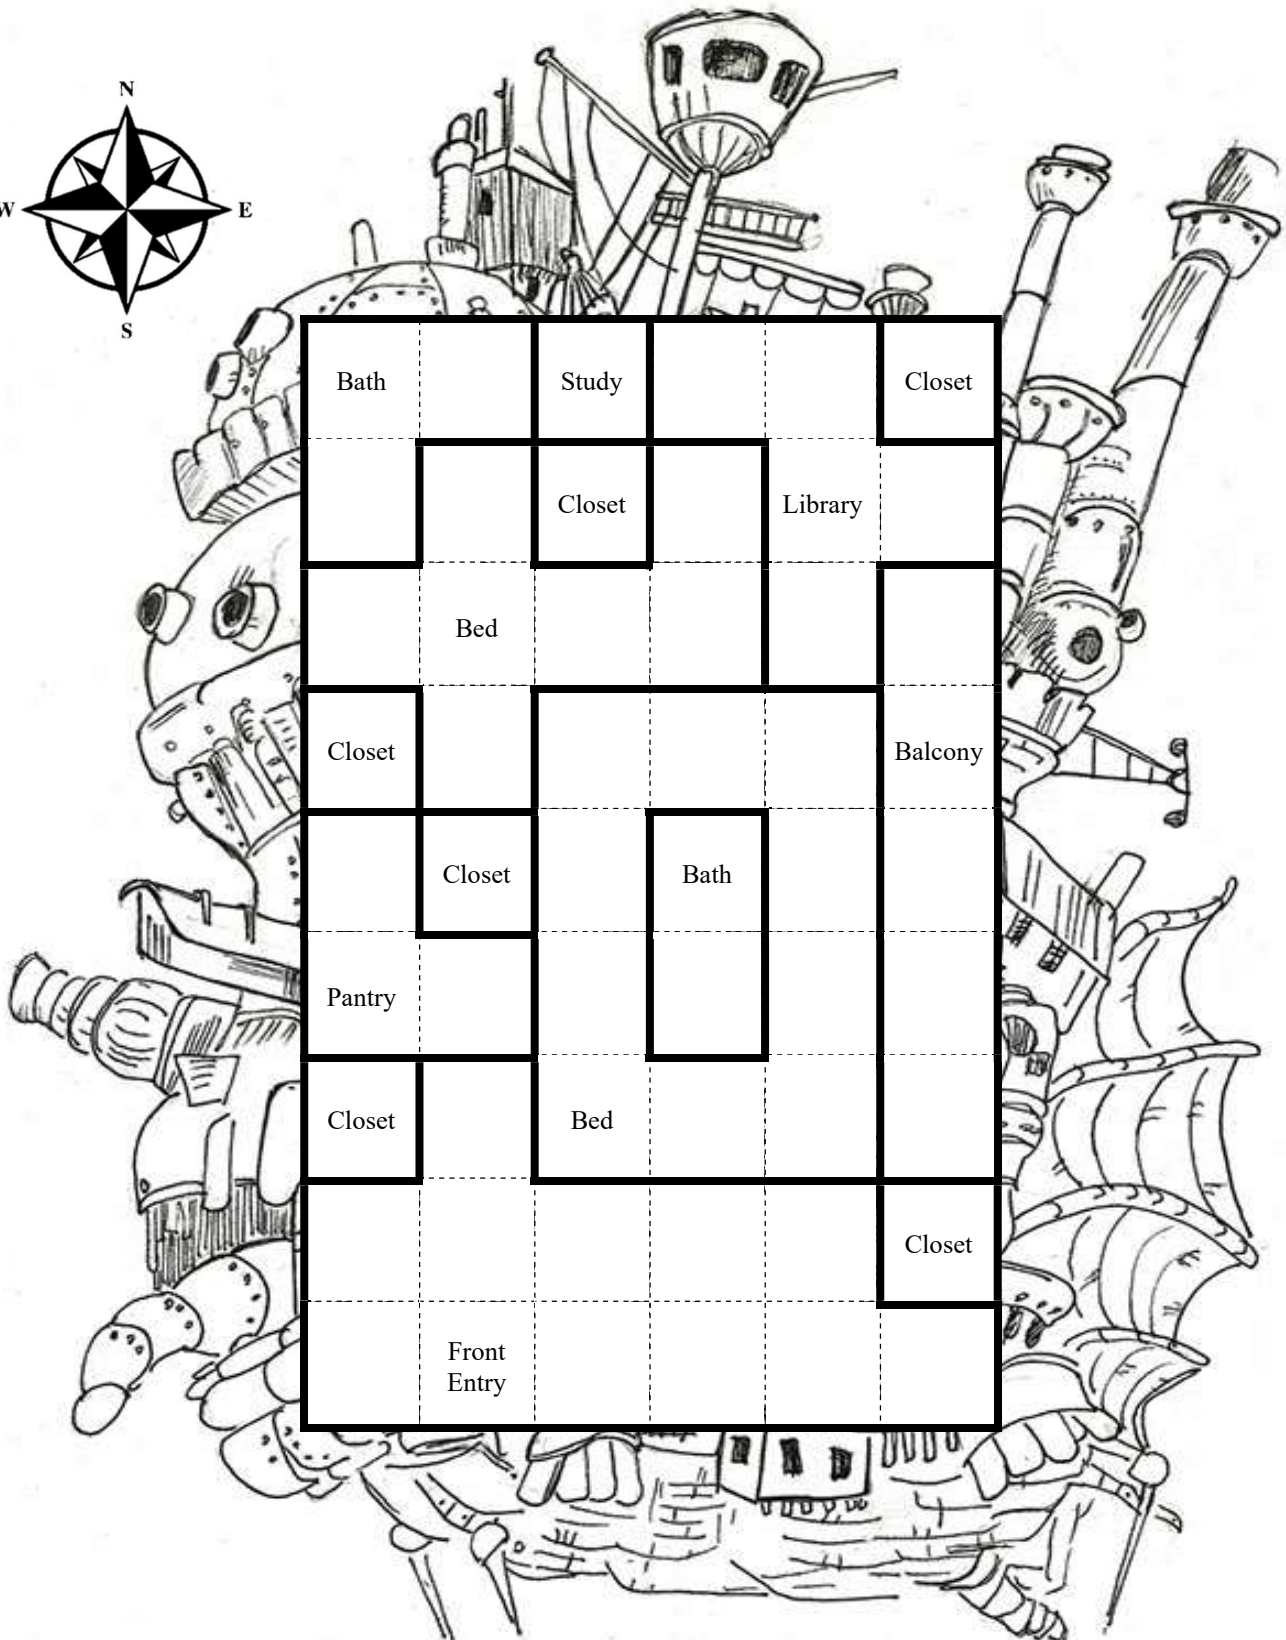 N
W
E
S
Bath
Study
Closet
Closet
Library
Bed
Closet
Balcony
Closet
Bath
Pantry
Closet
Bed
Closet
Front
Entry